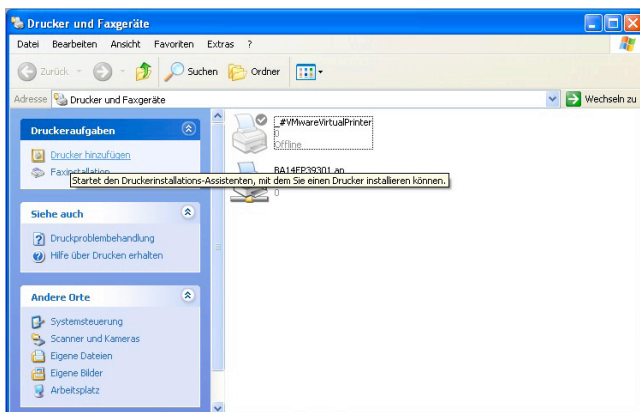 Drucker und Faxgeräte
Datei Bearbeiten Ansicht Favoriten Extras ?
Zurück Suchen Ordner
Adresse Drucker und Faxgeräte Wechseln zu
Druckeraufgaben
Drucker hinzufügen
Faxinstallation
Startet den Druckerinstallations-Assistenten, mit dem Sie einen Drucker installieren können.
Siehe auch
Druckproblembehandlung
Hilfe über Drucken erhalten
Andere Orte
Systemsteuerung
Scanner und Kameras
Eigene Dateien
Eigene Bilder
Arbeitsplatz
_#VMwareVirtualPrinter
0
Offline
0